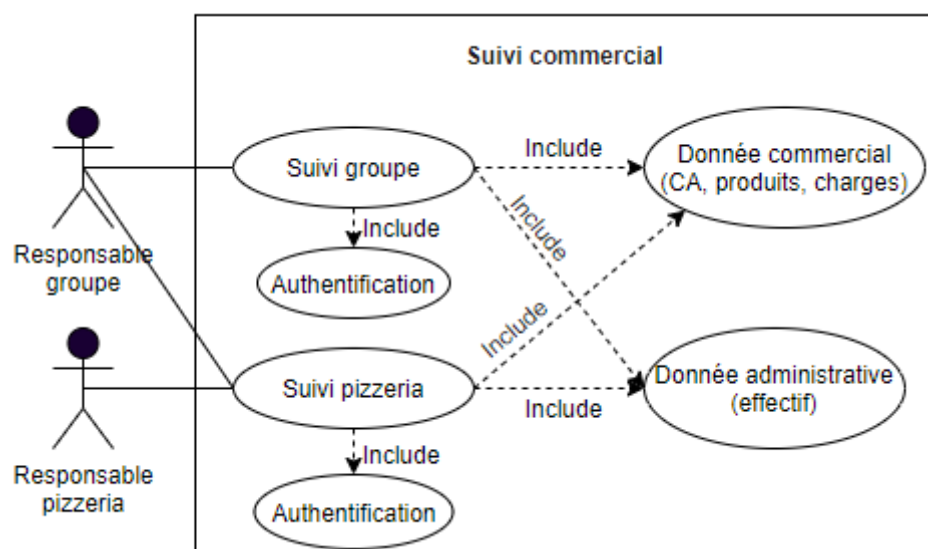 Suivi commercial
Suivi groupe
Include
Donnée commercial
(CA, produits, charges)
Include
Include
Responsable
groupe
Authentification
Include
Suivi pizzeria
Include
Donnée administrative
(effectif)
Include
Responsable
pizzeria
Authentification